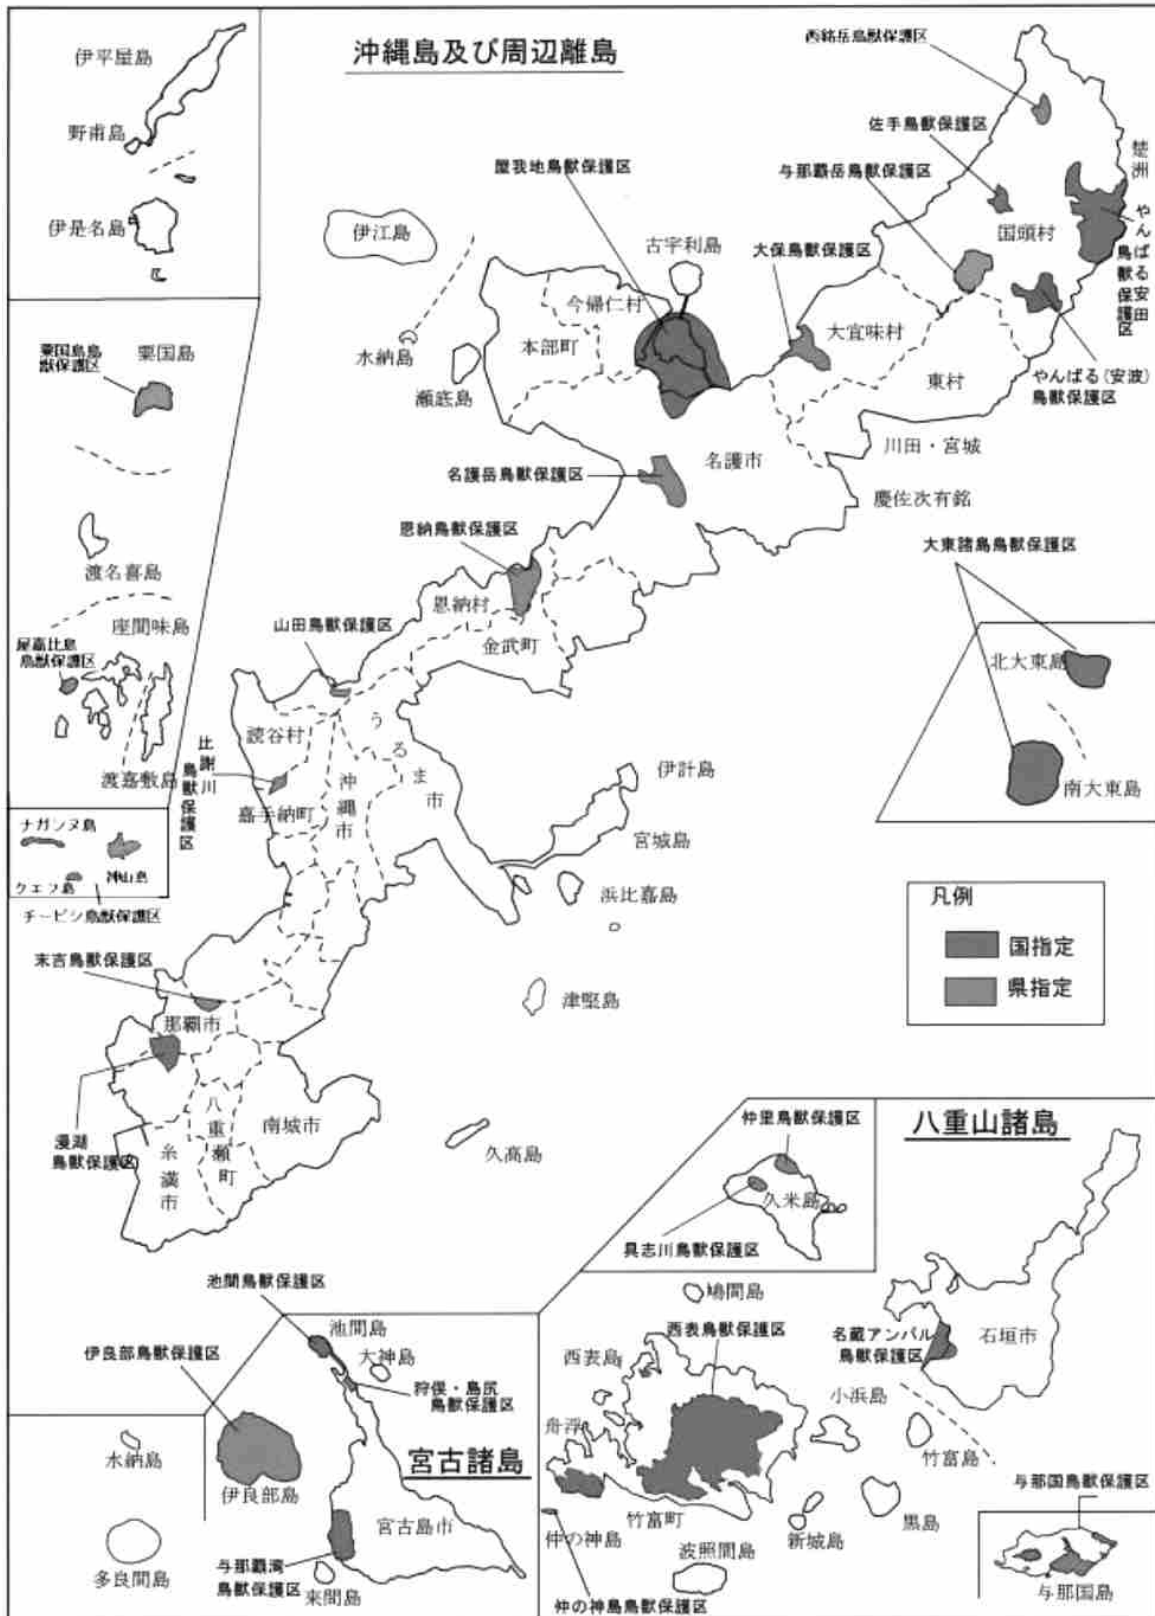 沖縄島及び周辺離島
伊平屋島
野甫島
伊是名島
西銘岳鳥獣保護区
佐手鳥獣保護区
与那覇岳鳥獣保護区
屋我地鳥獣保護区
楚洲
やんばる(安田)
鳥獣保護区
国頭村
伊江島
古宇利島
大保鳥獣保護区
今帰仁村
本部町
大宜味村
水納島
瀬底島
東村
やんばる(安波)
鳥獣保護区
粟国島鳥
獣保護区
粟国島
名護市
川田・宮城
慶佐次有銘
名護岳鳥獣保護区
恩納鳥獣保護区
大東諸島鳥獣保護区
渡名喜島
座間味島
屋嘉比島
鳥獣保護区
渡嘉敷島
恩納村
山田鳥獣保護区
金武町
北大東島
南大東島
読谷村
うるま市
比謝川
鳥獣保護区
嘉手納町
沖縄市
伊計島
宮城島
浜比嘉島
津堅島
ナガンヌ島
クエフ島
神山島
チービシ鳥獣保護区
凡例
国指定
県指定
末吉鳥獣保護区
那覇市
漫湖
鳥獣保護区
八重瀬町
南城市
糸満市
久高島
仲里鳥獣保護区
久米島
具志川鳥獣保護区
八重山諸島
池間鳥獣保護区
池間島
大神島
伊良部鳥獣保護区
狩俣・島尻
鳥獣保護区
水納島
伊良部島
宮古諸島
宮古島市
多良間島
与那覇湾
鳥獣保護区
来間島
鳩間島
西表鳥獣保護区
西表島
舟浮
名蔵アンパル
鳥獣保護区
石垣市
小浜島
竹富島
竹富町
仲の神島
新城島
黒島
波照間島
仲の神島鳥獣保護区
与那国鳥獣保護区
与那国島